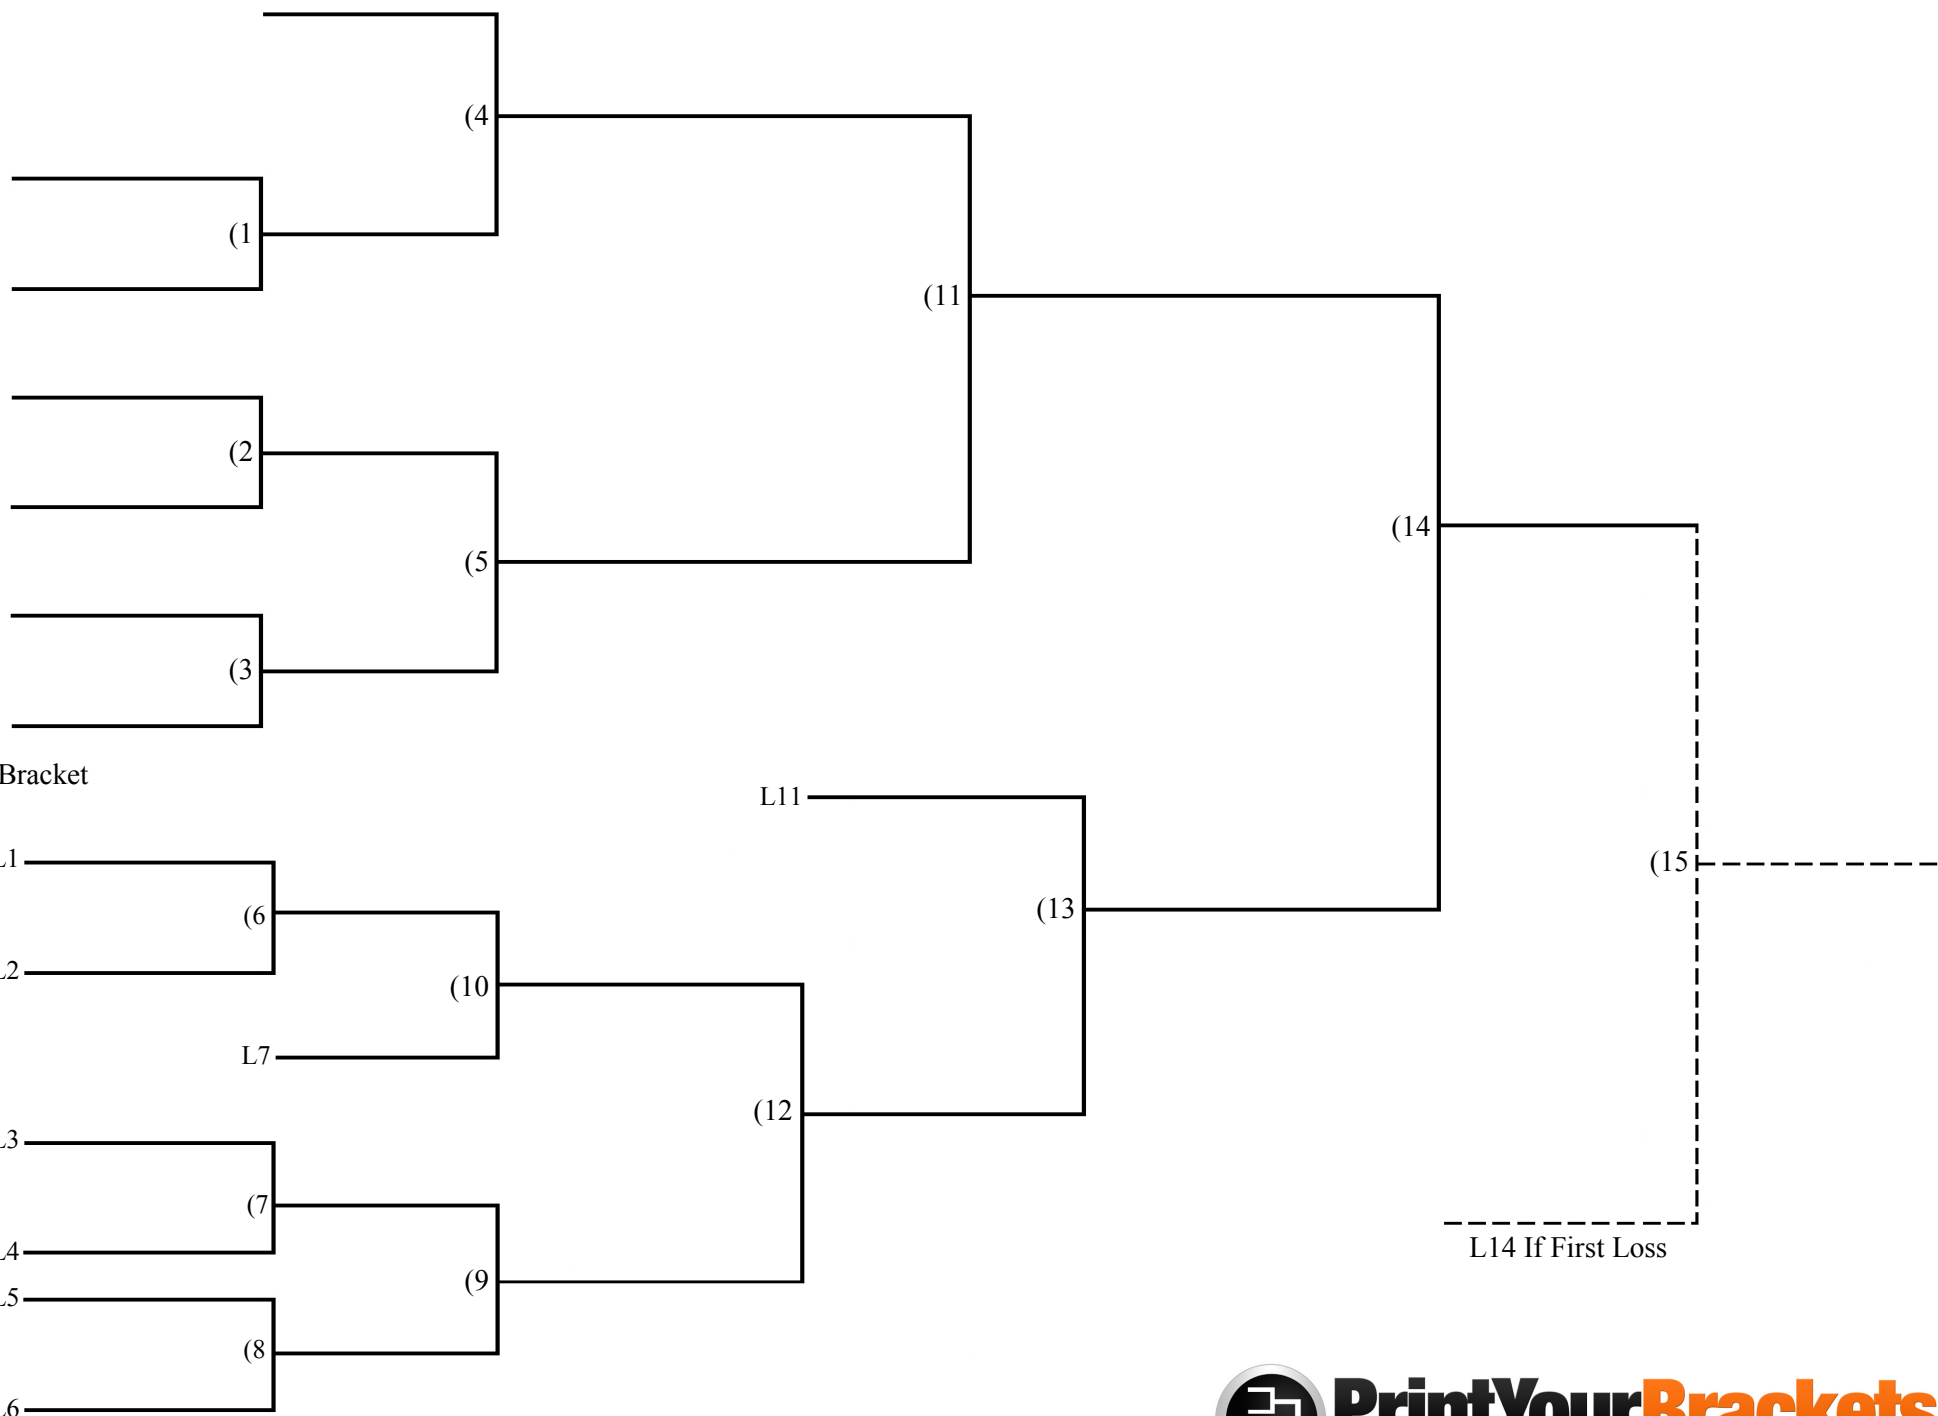 (4
(1
(11
(2
(14
(5
(3
Bracket
L11
L1
(15
(6
(13
L2
(10
L7
(12
L3
(7
L4
L14 If First Loss
(9
L5
(8
L6
PrintYourBrackets